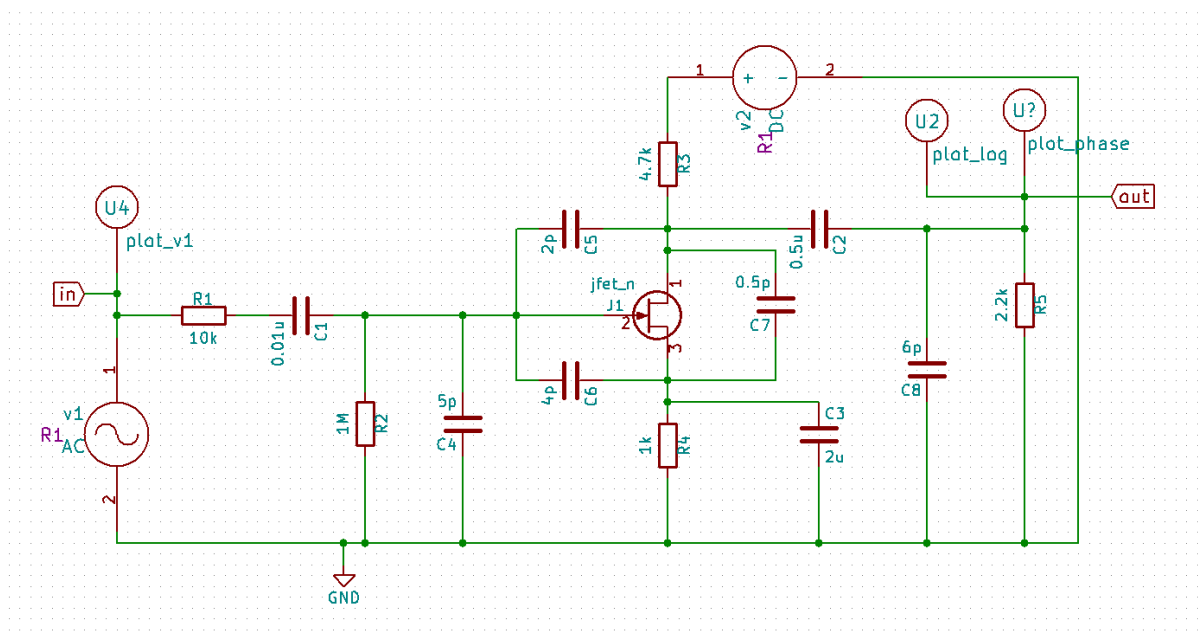 1
2
v2
DC
R1
U2
plot_log
U?
plot_phase
out
4.7k
R3
U4
plot_v1
in
R1
10k
0.01u
C1
2p
C5
0.5u
C2
jfet_n
J1
1
2
3
0.5p
C7
4p
C6
2.2k
R5
6p
C8
1
v1
R1
AC
2
1M
R2
5p
C4
1k
R4
C3
2u
GND